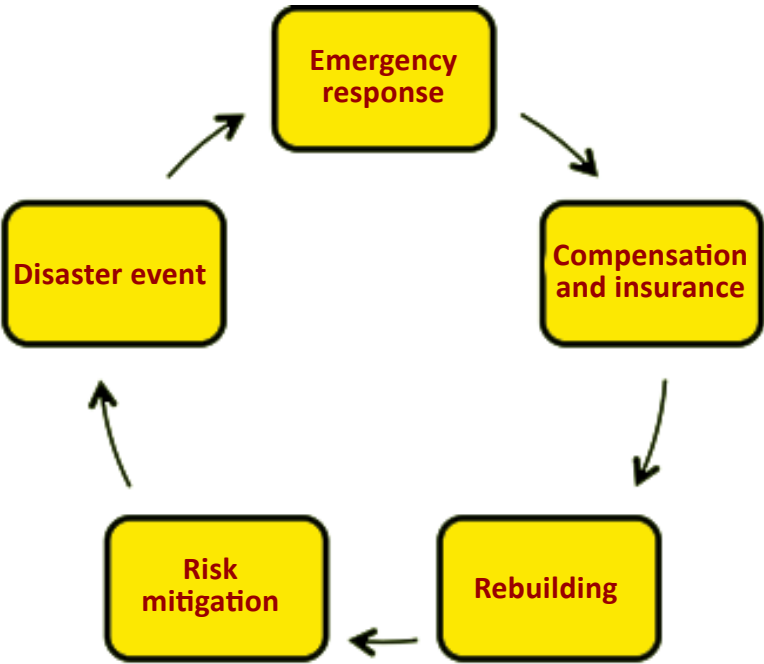 Emergency
response
Compensation
and insurance
Rebuilding
Risk
mitigation
Disaster event